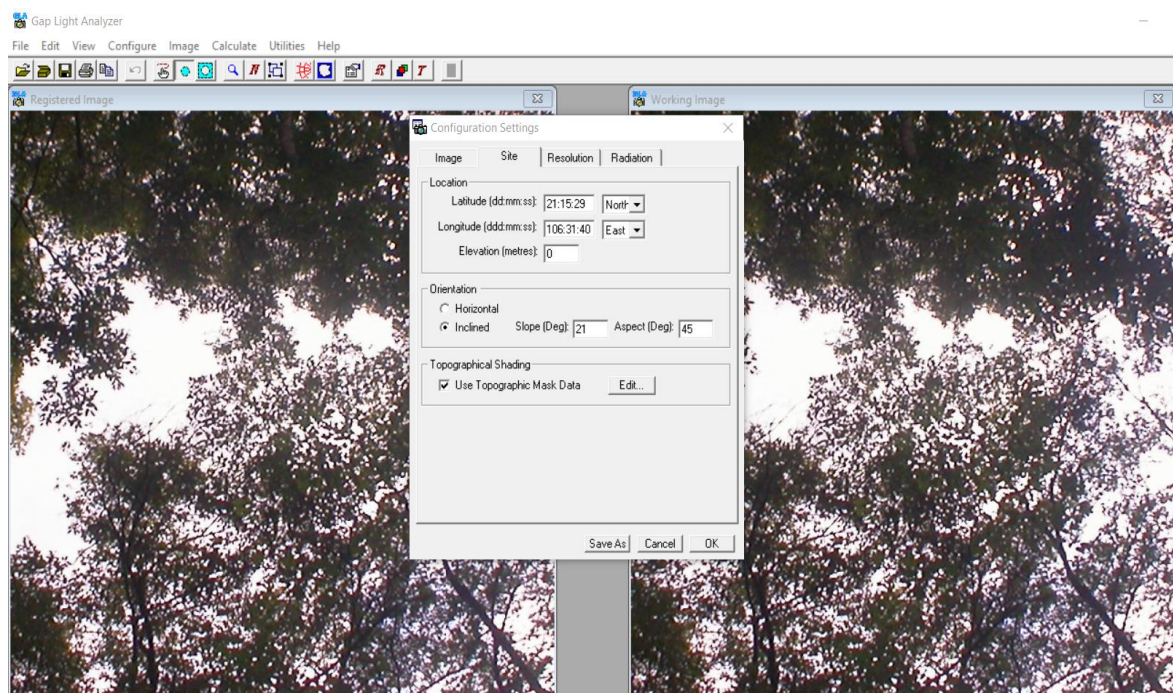 Gap Light Analyzer
File Edit View Configure Image Calculate Utilities Help
Registered Image
Working Image
Configuration Settings
Image Site Resolution Radiation
Location
Latitude (dd:mm:ss): 21:15:29 North
Longitude (ddd:mm:ss): 106:31:40 East
Elevation (metres): 0
Orientation
Horizontal
Inclined Slope (Deg): 21 Aspect (Deg): 45
Topographical Shading
Use Topographic Mask Data Edit...
Save As Cancel OK